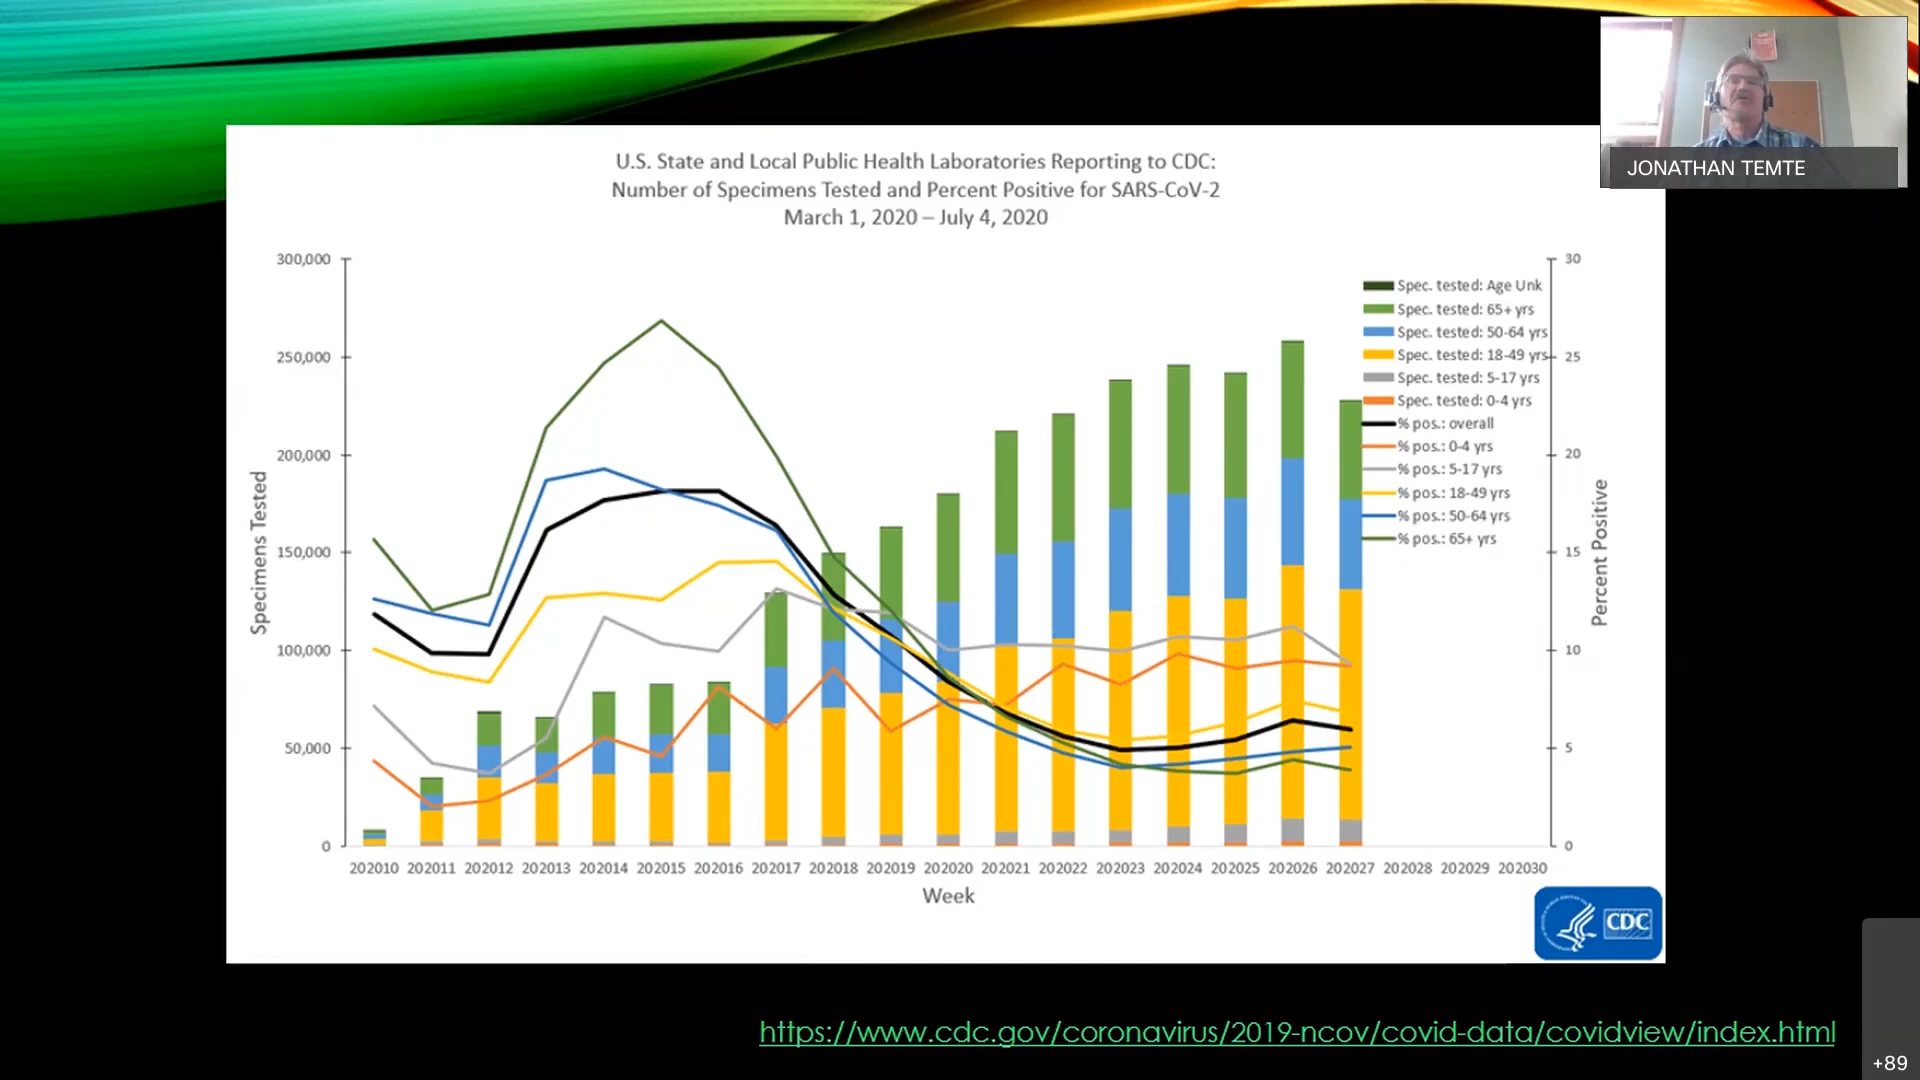 JONATHAN TEMTE
U.S. State and Local Public Health Laboratories Reporting to CDC:
Number of Specimens Tested and Percent Positive for SARS-CoV-2
March 1, 2020 – July 4, 2020
300,000
250,000
200,000
150,000
100,000
50,000
0
Specimens Tested
30
25
20
15
10
5
0
Percent Positive
Spec. tested: Age Unk
Spec. tested: 65+ yrs
Spec. tested: 50-64 yrs
Spec. tested: 18-49 yrs
Spec. tested: 5-17 yrs
Spec. tested: 0-4 yrs
% pos.: overall
% pos.: 0-4 yrs
% pos.: 5-17 yrs
% pos.: 18-49 yrs
% pos.: 50-64 yrs
% pos.: 65+ yrs
202010 202011 202012 202013 202014 202015 202016 202017 202018 202019 202020 202021 202022 202023 202024 202025 202026 202027 202028 202029 202030
Week
CDC
https://www.cdc.gov/coronavirus/2019-ncov/covid-data/covidview/index.html
+89